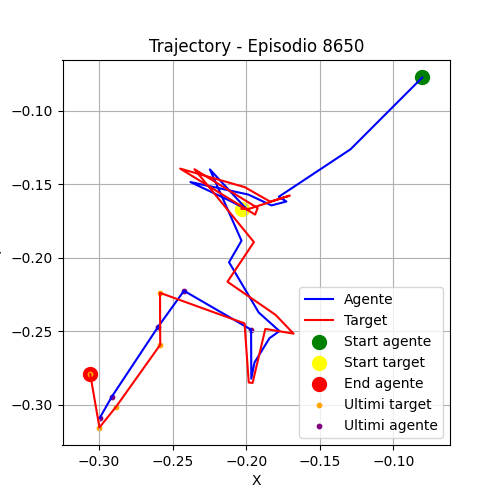 Trajectory - Episodio 8650
−0.10
−0.15
−0.20
−0.25
−0.30
Agente
Target
Start agente
Start target
End agente
Ultimi target
Ultimi agente
−0.30 −0.25 −0.20 −0.15 −0.10
X